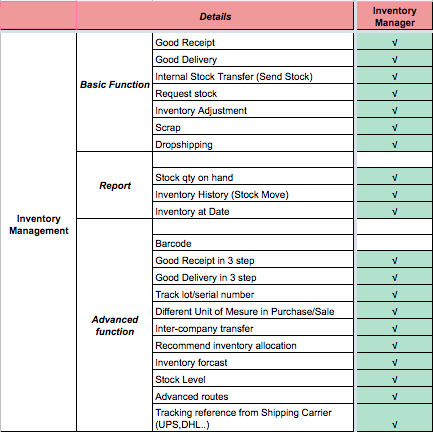 Details
Inventory
Manager
Inventory
Management
Basic Function
Good Receipt √
Good Delivery √
Internal Stock Transfer (Send Stock) √
Request stock √
Inventory Adjustment √
Scrap √
Dropshipping √
Report
Stock qty on hand √
Inventory History (Stock Move) √
Inventory at Date √
Advanced
function
Barcode
Good Receipt in 3 step √
Good Delivery in 3 step √
Track lot/serial number √
Different Unit of Mesure in Purchase/Sale √
Inter-company transfer √
Recommend inventory allocation √
Inventory forcast √
Stock Level √
Advanced routes √
Tracking reference from Shipping Carrier
(UPS,DHL..) √